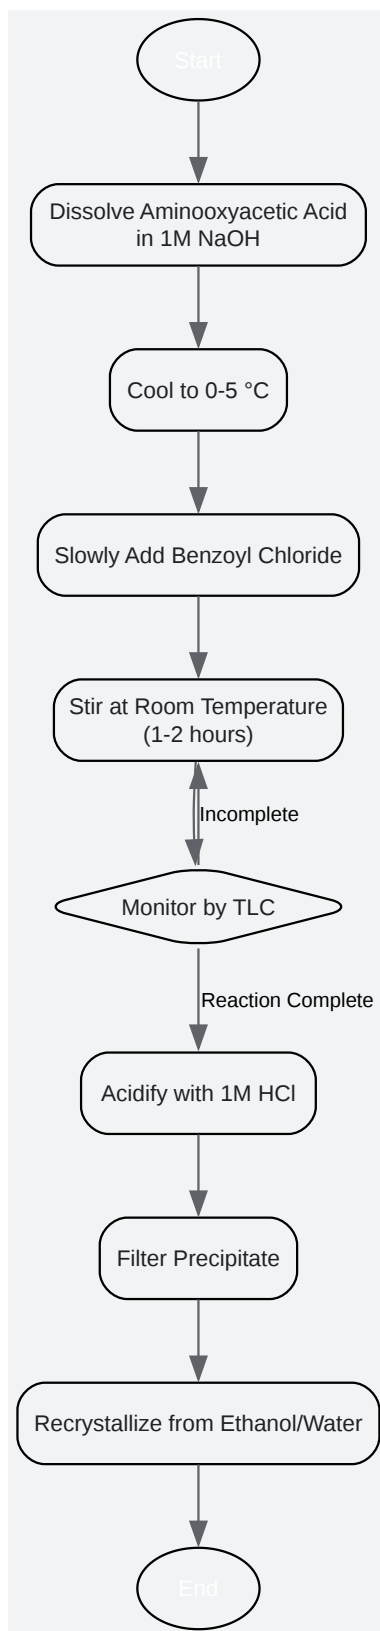 Start
Dissolve Aminooxyacetic Acid
in 1M NaOH
Cool to 0-5 °C
Slowly Add Benzoyl Chloride
Stir at Room Temperature
(1-2 hours)
Incomplete
Monitor by TLC
Reaction Complete
Acidify with 1M HCl
Filter Precipitate
Recrystallize from Ethanol/Water
End